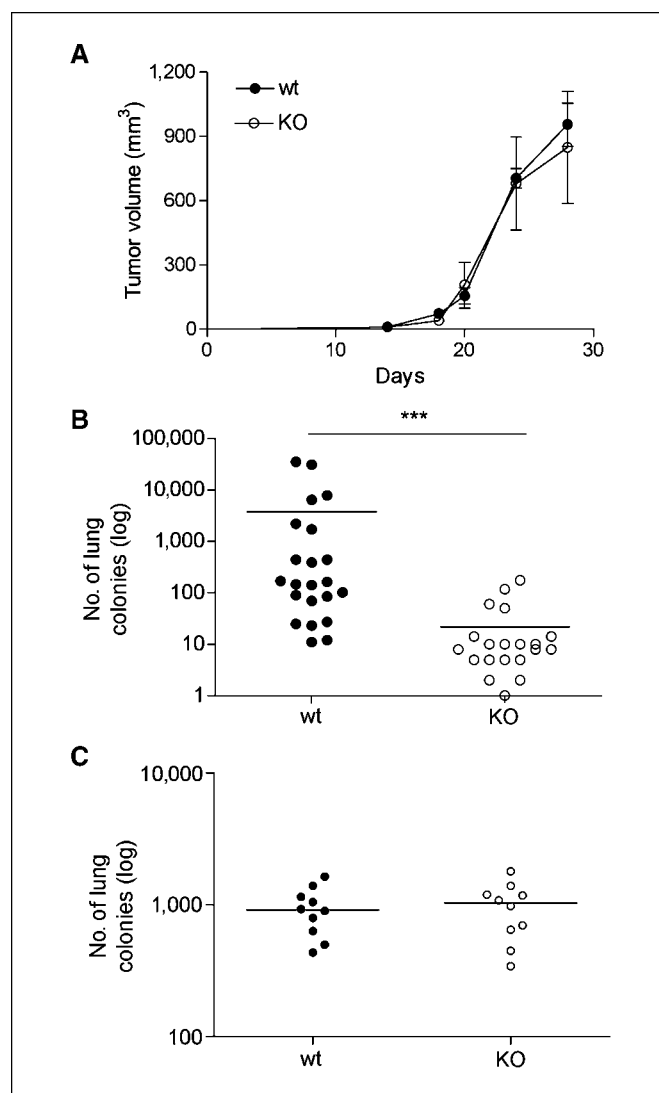 A
1,200
900
600
300
0
Tumor volume (mm³)
wt
KO
0 10 20 30
Days
B
***
100,000
10,000
1,000
100
10
1
No. of lung
colonies (log)
wt KO
C
10,000
1,000
100
No. of lung
colonies (log)
wt KO